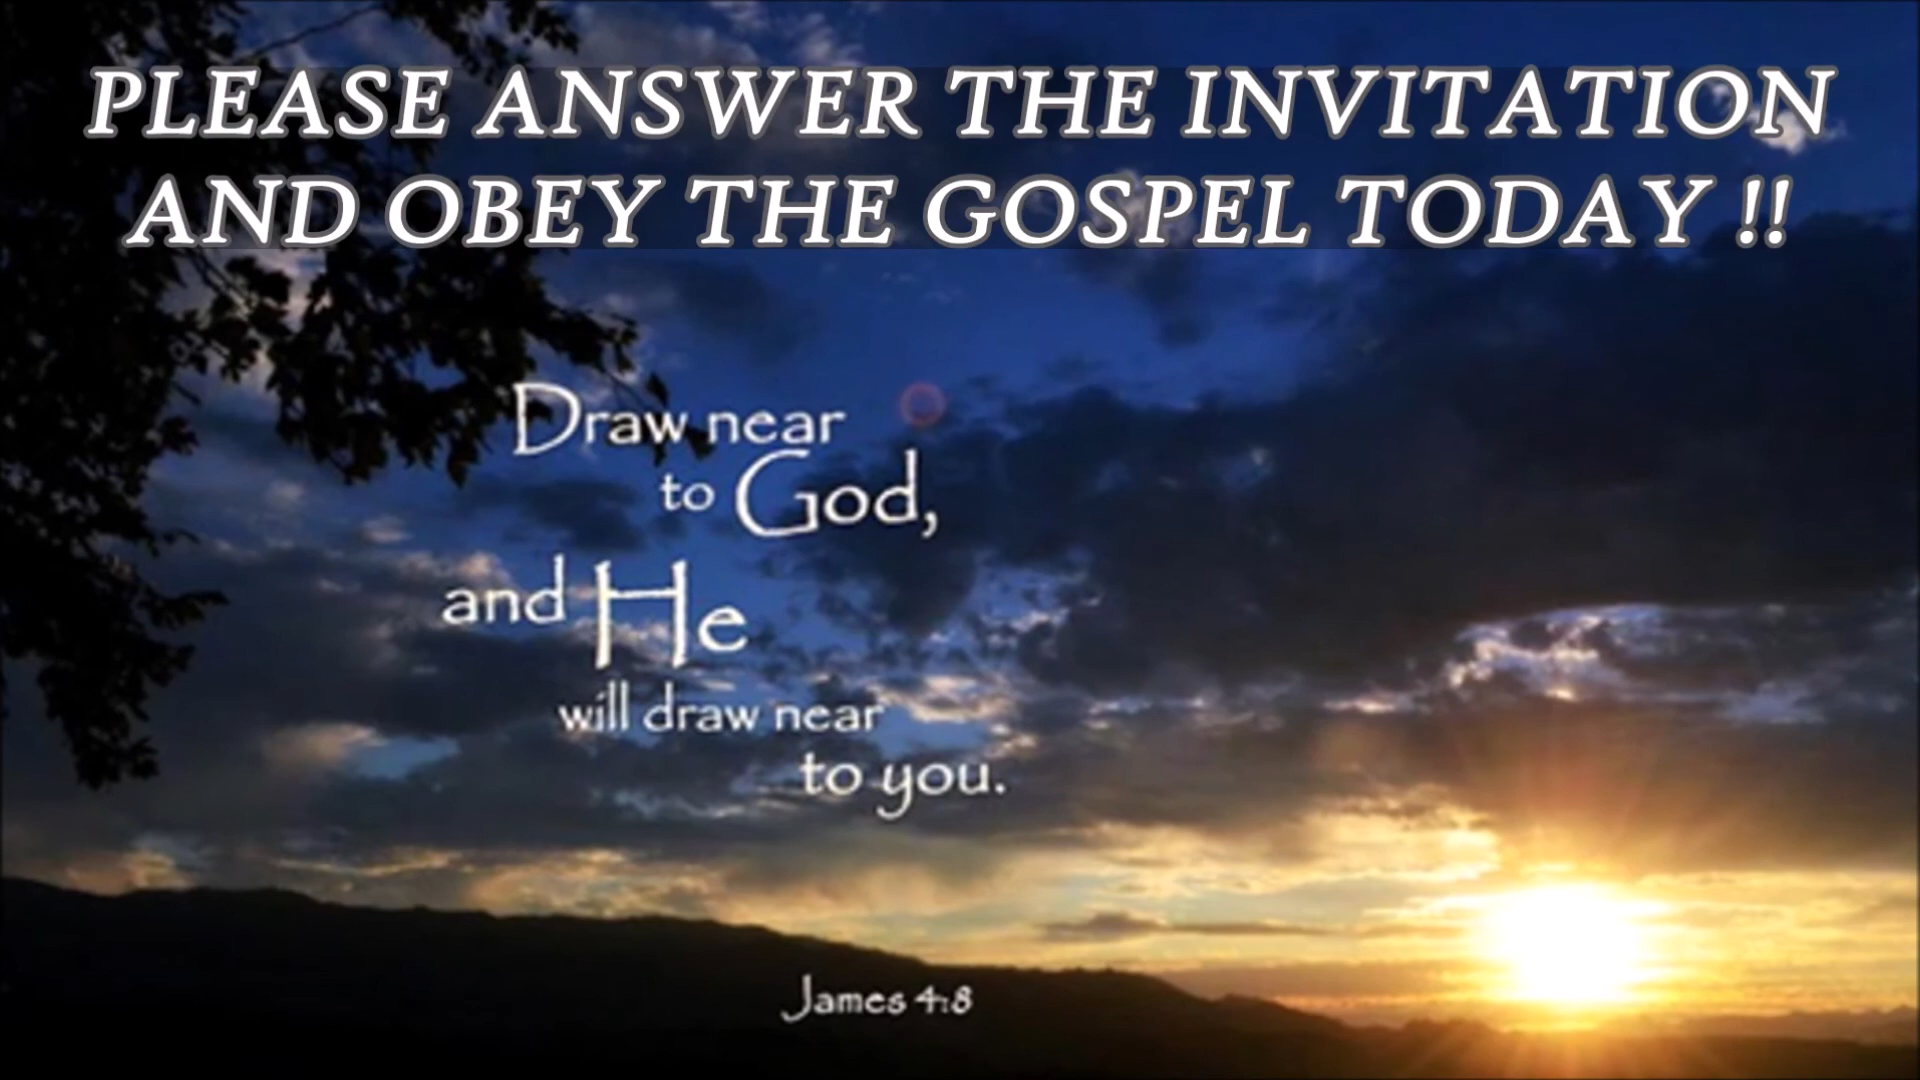 PLEASE ANSWER THE INVITATION
AND OBEY THE GOSPEL TODAY !!
Draw near
to God,
and He
will draw near
to you.
James 4:8